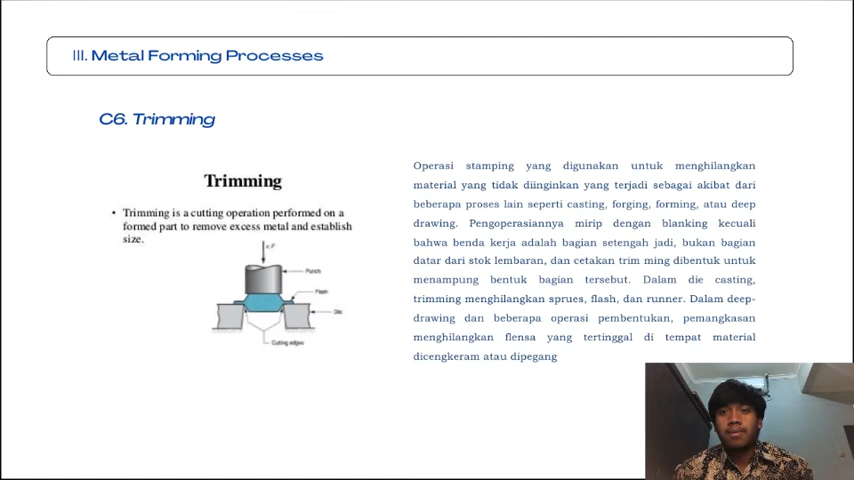 III. Metal Forming Processes
C6. Trimming
Trimming
• Trimming is a cutting operation performed on a
formed part to remove excess metal and establish
size.
v, F
Punch
Flash
Die
Cutting edges
Operasi stamping yang digunakan untuk menghilangkan
material yang tidak diinginkan yang terjadi sebagai akibat dari
beberapa proses lain seperti casting, forging, forming, atau deep
drawing. Pengoperasiannya mirip dengan blanking kecuali
bahwa benda kerja adalah bagian setengah jadi, bukan bagian
datar dari stok lembaran, dan cetakan trim ming dibentuk untuk
menampung bentuk bagian tersebut. Dalam die casting,
trimming menghilangkan sprues, flash, dan runner. Dalam deep-
drawing dan beberapa operasi pembentukan, pemangkasan
menghilangkan flensa yang tertinggal di tempat material
dicengkeram atau dipegang